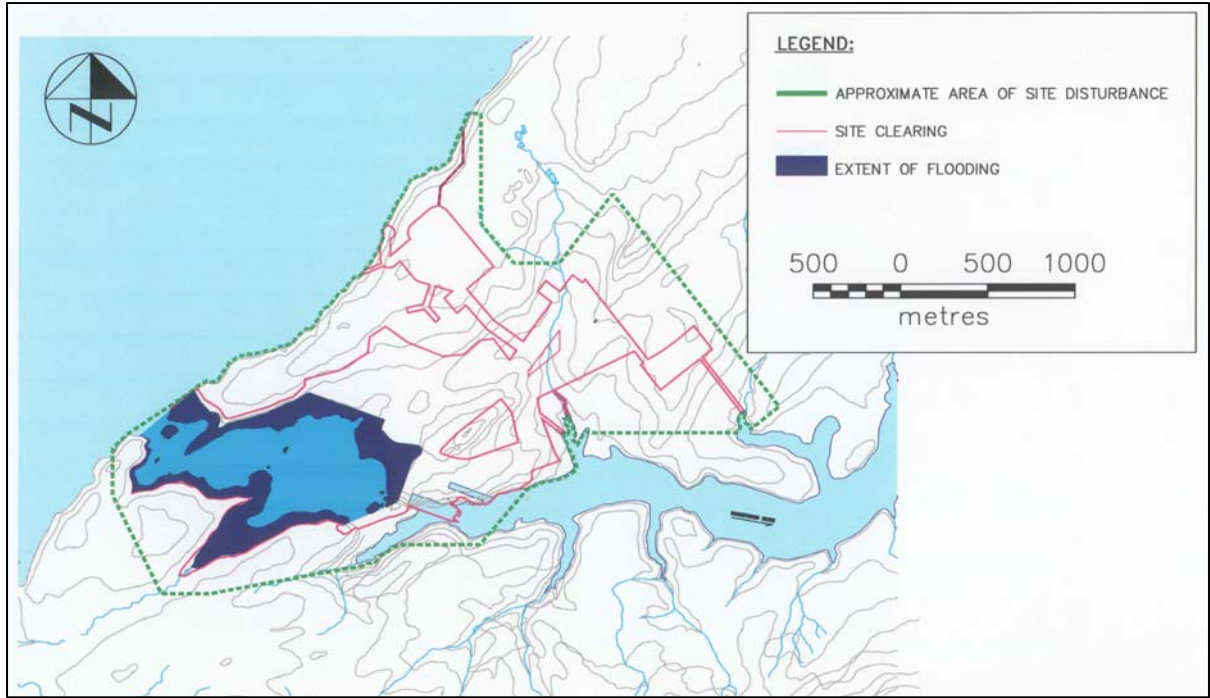 N
LEGEND:
APPROXIMATE AREA OF SITE DISTURBANCE
SITE CLEARING
EXTENT OF FLOODING
500 0 500 1000
metres